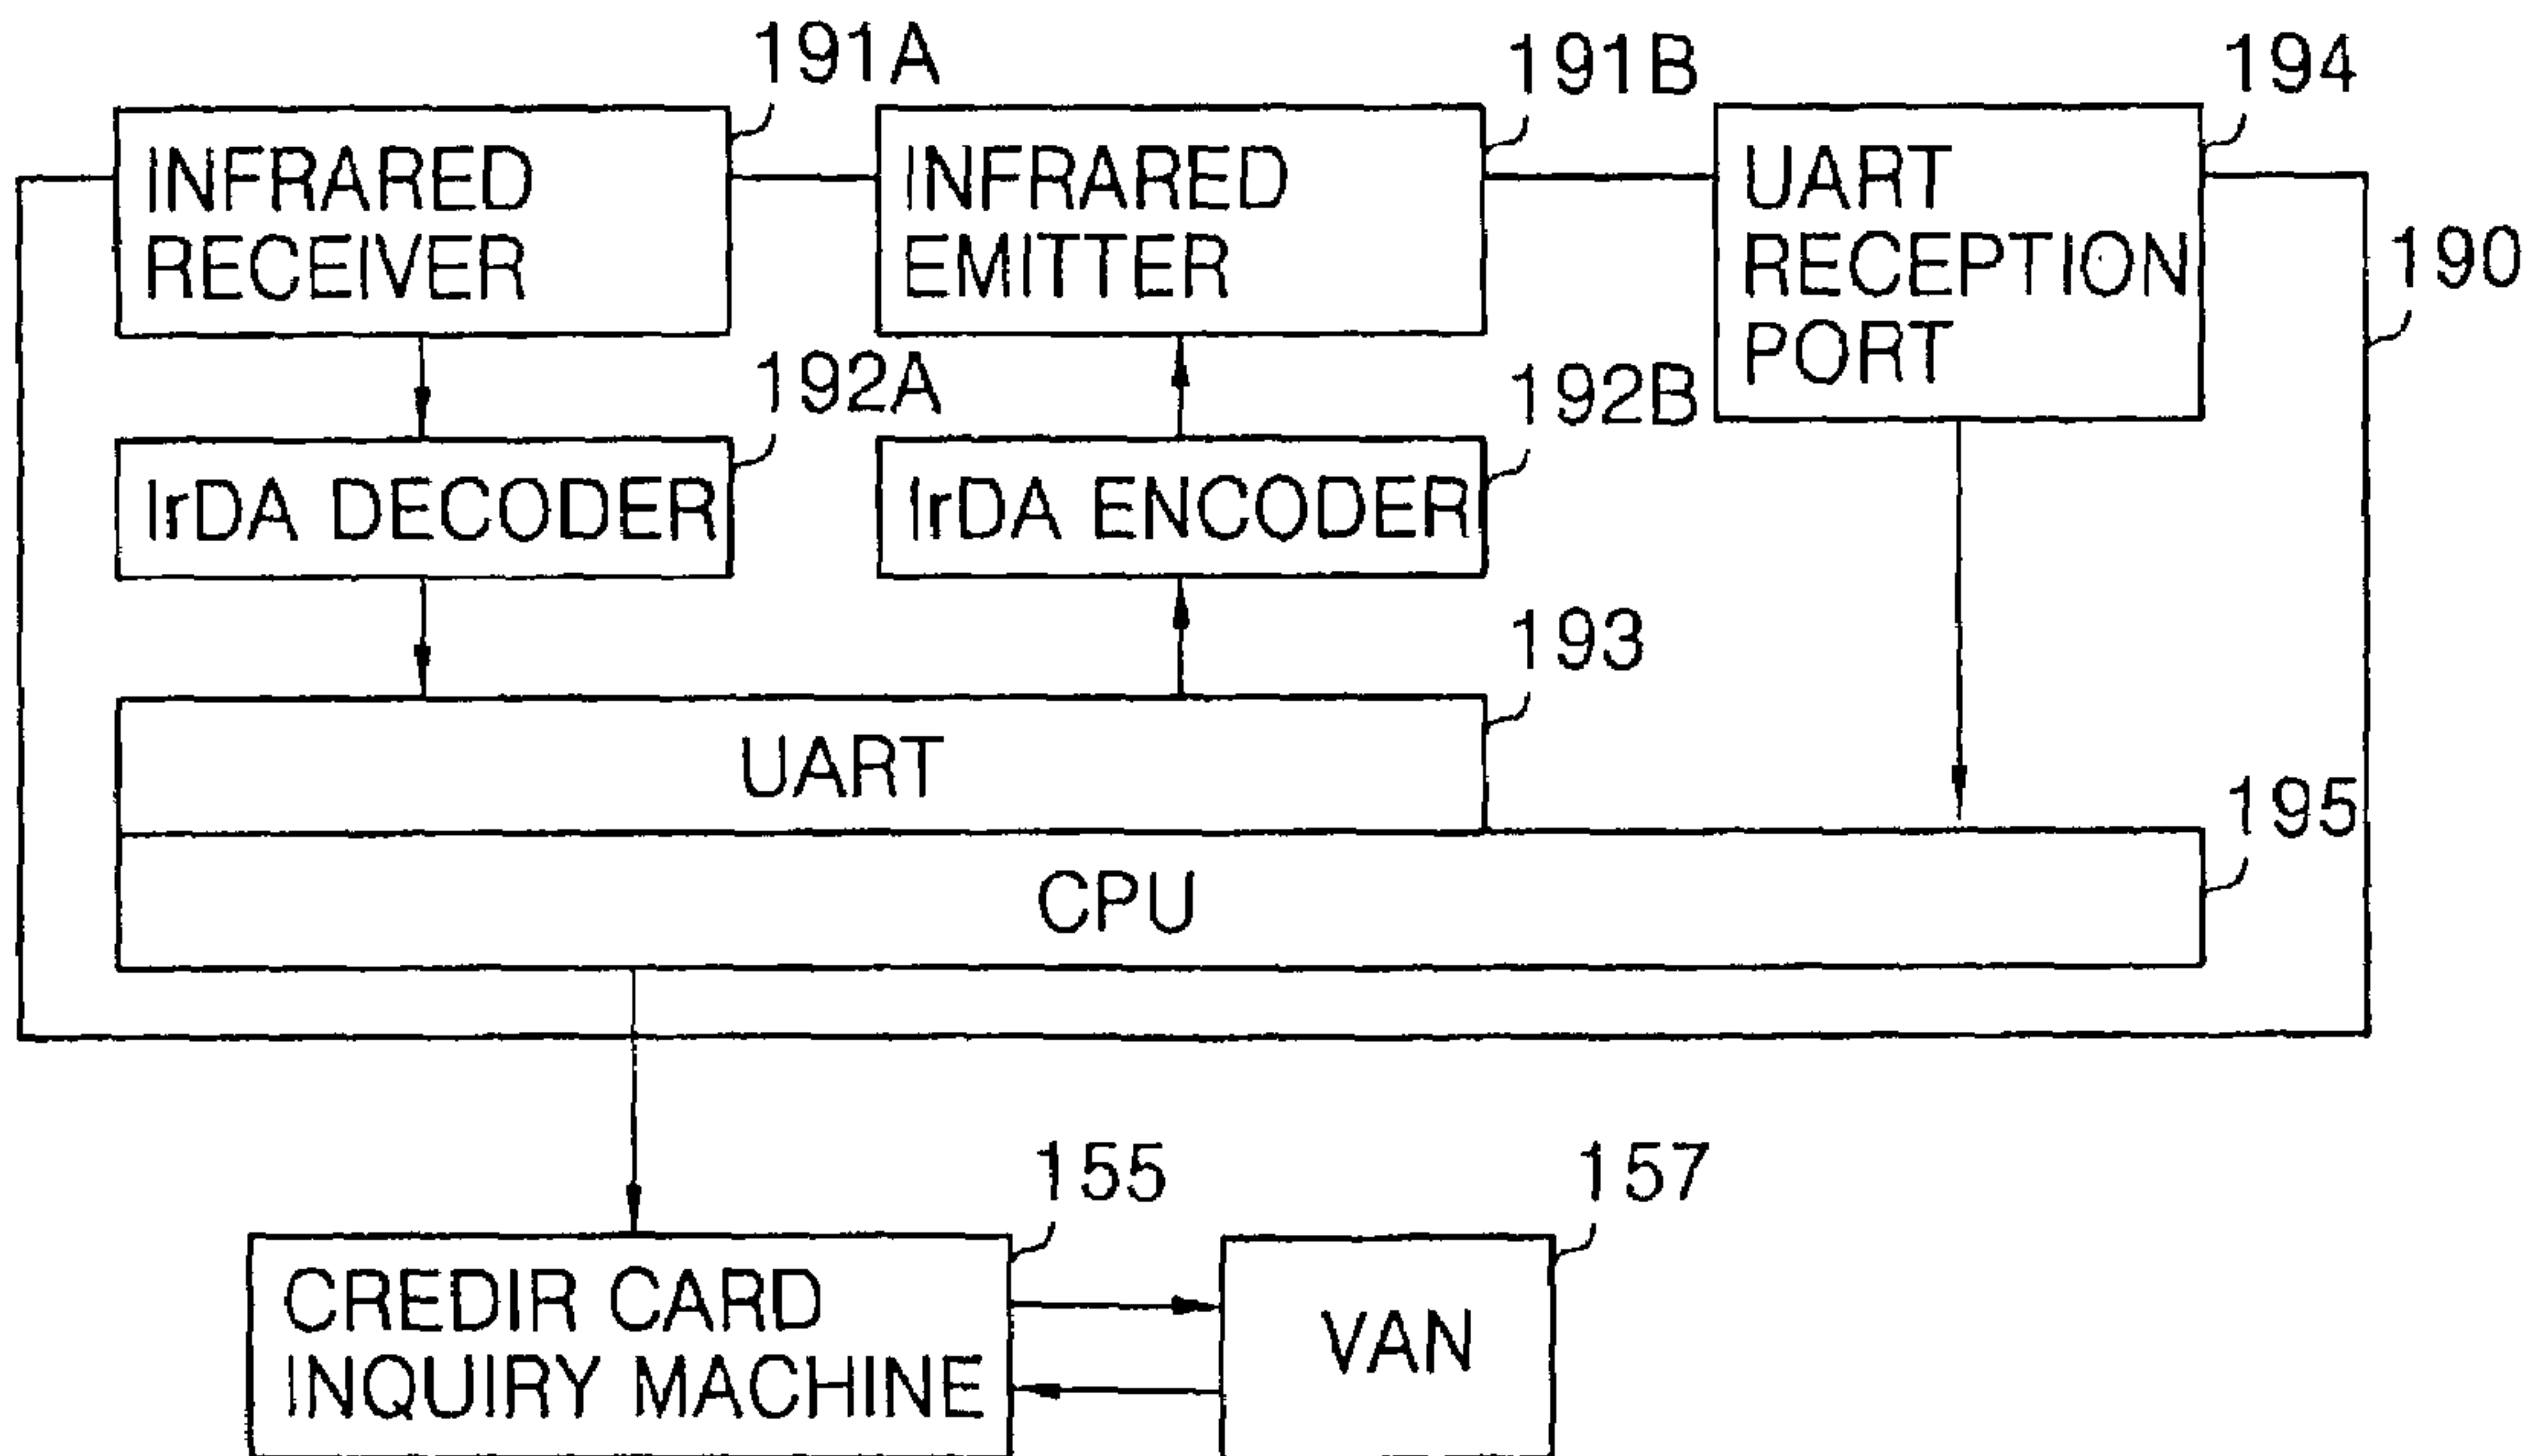 191A
191B
194
INFRARED
RECEIVER
INFRARED
EMITTER
UART
RECEPTION
PORT
190
192A
192B
IrDA DECODER
IrDA ENCODER
193
UART
195
CPU
155
157
CREDIR CARD
INQUIRY MACHINE
VAN